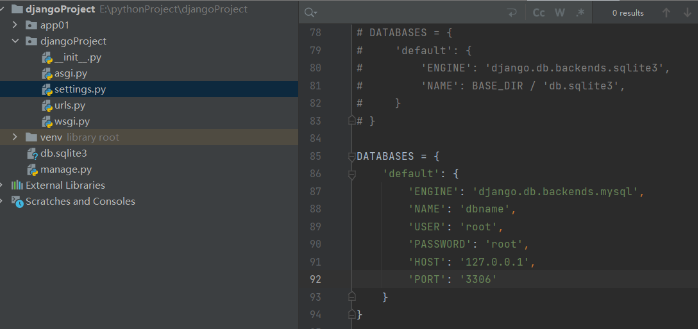 djangoProject E:\pythonProject\djangoProject
app01
djangoProject
__init__.py
asgi.py
settings.py
urls.py
wsgi.py
venv library root
db.sqlite3
manage.py
External Libraries
Scratches and Consoles
Cc W .* 0 results
78 # DATABASES = {
79 #     'default': {
80 #         'ENGINE': 'django.db.backends.sqlite3',
81 #         'NAME': BASE_DIR / 'db.sqlite3',
82 #     }
83 # }
84
85 DATABASES = {
86     'default': {
87         'ENGINE': 'django.db.backends.mysql',
88         'NAME': 'dbname',
89         'USER': 'root',
90         'PASSWORD': 'root',
91         'HOST': '127.0.0.1',
92         'PORT': '3306'
93     }
94 }